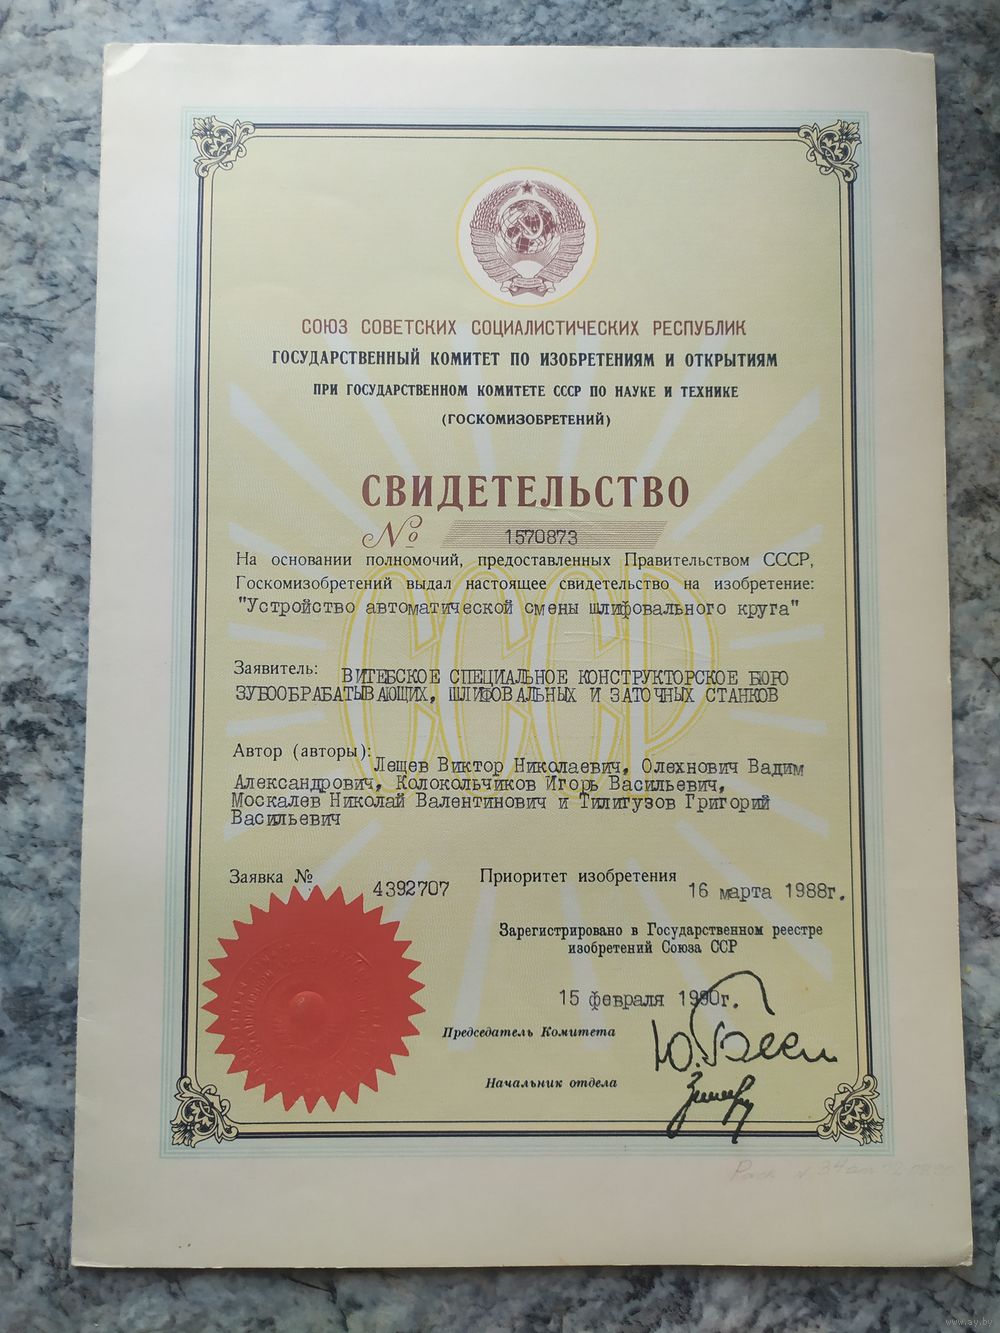 СОЮЗ СОВЕТСКИХ СОЦИАЛИСТИЧЕСКИХ РЕСПУБЛИК
ГОСУДАРСТВЕННЫЙ КОМИТЕТ ПО ИЗОБРЕТЕНИЯМ И ОТКРЫТИЯМ
ПРИ ГОСУДАРСТВЕННОМ КОМИТЕТЕ СССР ПО НАУКЕ И ТЕХНИКЕ
(ГОСКОМИЗОБРЕТЕНИЙ)
СВИДЕТЕЛЬСТВО
№ 1570873
На основании полномочий, предоставленных Правительством СССР,
Госкомизобретений выдал настоящее свидетельство на изобретение:
"Устройство автоматической смены шлифовального круга"
СССР
Заявитель: ВИТЕБСКОЕ СПЕЦИАЛЬНОЕ КОНСТРУКТОРСКОЕ БЮРО
ЗУБООБРАБАТЫВАЮЩИХ, ШЛИФОВАЛЬНЫХ И ЗАТОЧНЫХ СТАНКОВ
Автор (авторы):
Лещев Виктор Николаевич, Олехнович Вадим
Александрович, Колокольчиков Игорь Васильевич,
Москалев Николай Валентинович и Тилигузов Григорий
Васильевич
Заявка № 4392707 Приоритет изобретения 16 марта 1988г.
Зарегистрировано в Государственном реестре
изобретений Союза ССР
15 февраля 1990г.
Председатель Комитета
Начальник отдела
www.ay.by